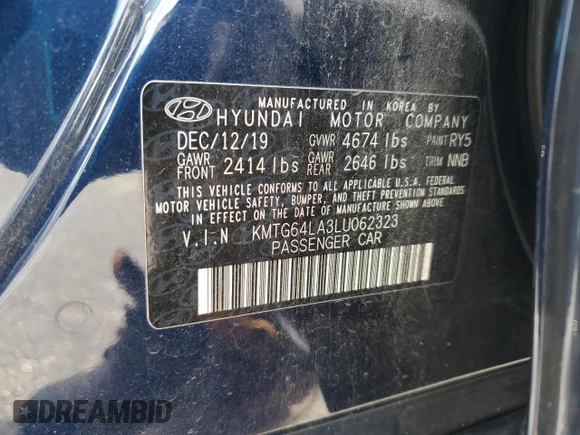 MANUFACTURED IN KOREA BY
HYUNDAI MOTOR COMPANY
DEC/12/19 GVWR 4674 lbs PAINT RY5
GAWR FRONT 2414 lbs GAWR REAR 2646 lbs TRIM NNB
THIS VEHICLE CONFORMS TO ALL APPLICABLE U.S.A. FEDERAL
MOTOR VEHICLE SAFETY, BUMPER, AND THEFT PREVENTION STANDARDS
IN EFFECT ON THE DATE OF MANUFACTURE SHOWN ABOVE.
V.I.N KMTG64LA3LU062323
PASSENGER CAR
DREAMBID